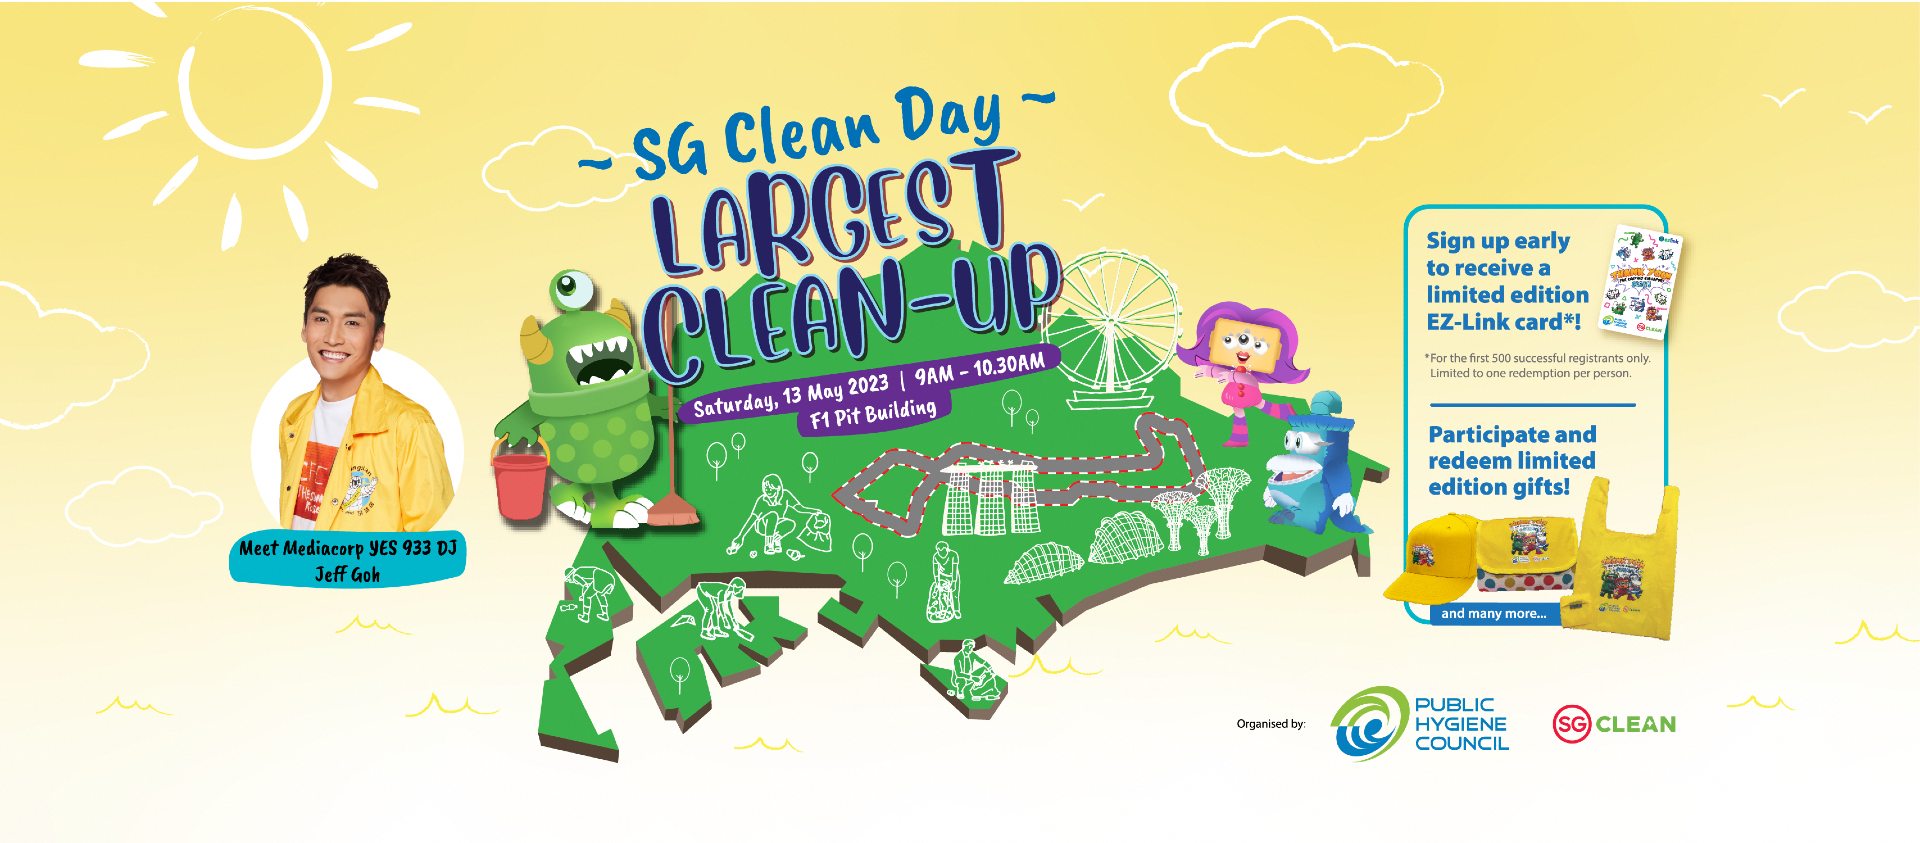 ~ SG Clean Day ~
LARGEST
CLEAN-UP
Saturday, 13 May 2023 | 9AM - 10.30AM
F1 Pit Building
Meet Mediacorp YES 933 DJ
Jeff Goh
Sign up early
to receive a
limited edition
EZ-Link card*!
*For the first 500 successful registrants only.
Limited to one redemption per person.
Participate and
redeem limited
edition gifts!
and many more...
Organised by:
PUBLIC
HYGIENE
COUNCIL
SG CLEAN